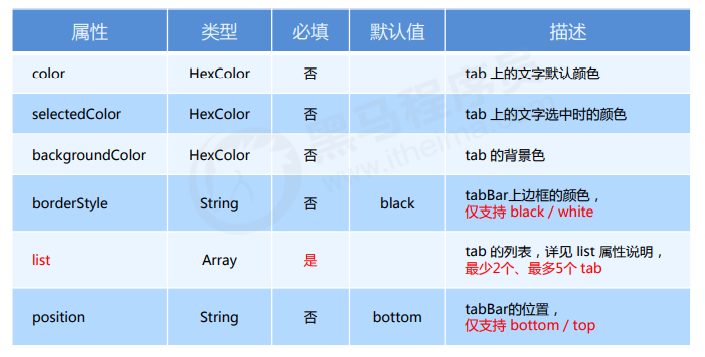 属性 类型 必填 默认值 描述
color HexColor 否 tab 上的文字默认颜色
selectedColor HexColor 否 tab 上的文字选中时的颜色
backgroundColor HexColor 否 tab 的背景色
borderStyle String 否 black tabBar上边框的颜色，
仅支持 black / white
list Array 是 tab 的列表，详见 list 属性说明，
最少2个、最多5个 tab
position String 否 bottom tabBar的位置，
仅支持 bottom / top
黑马程序员
www.itheima.com